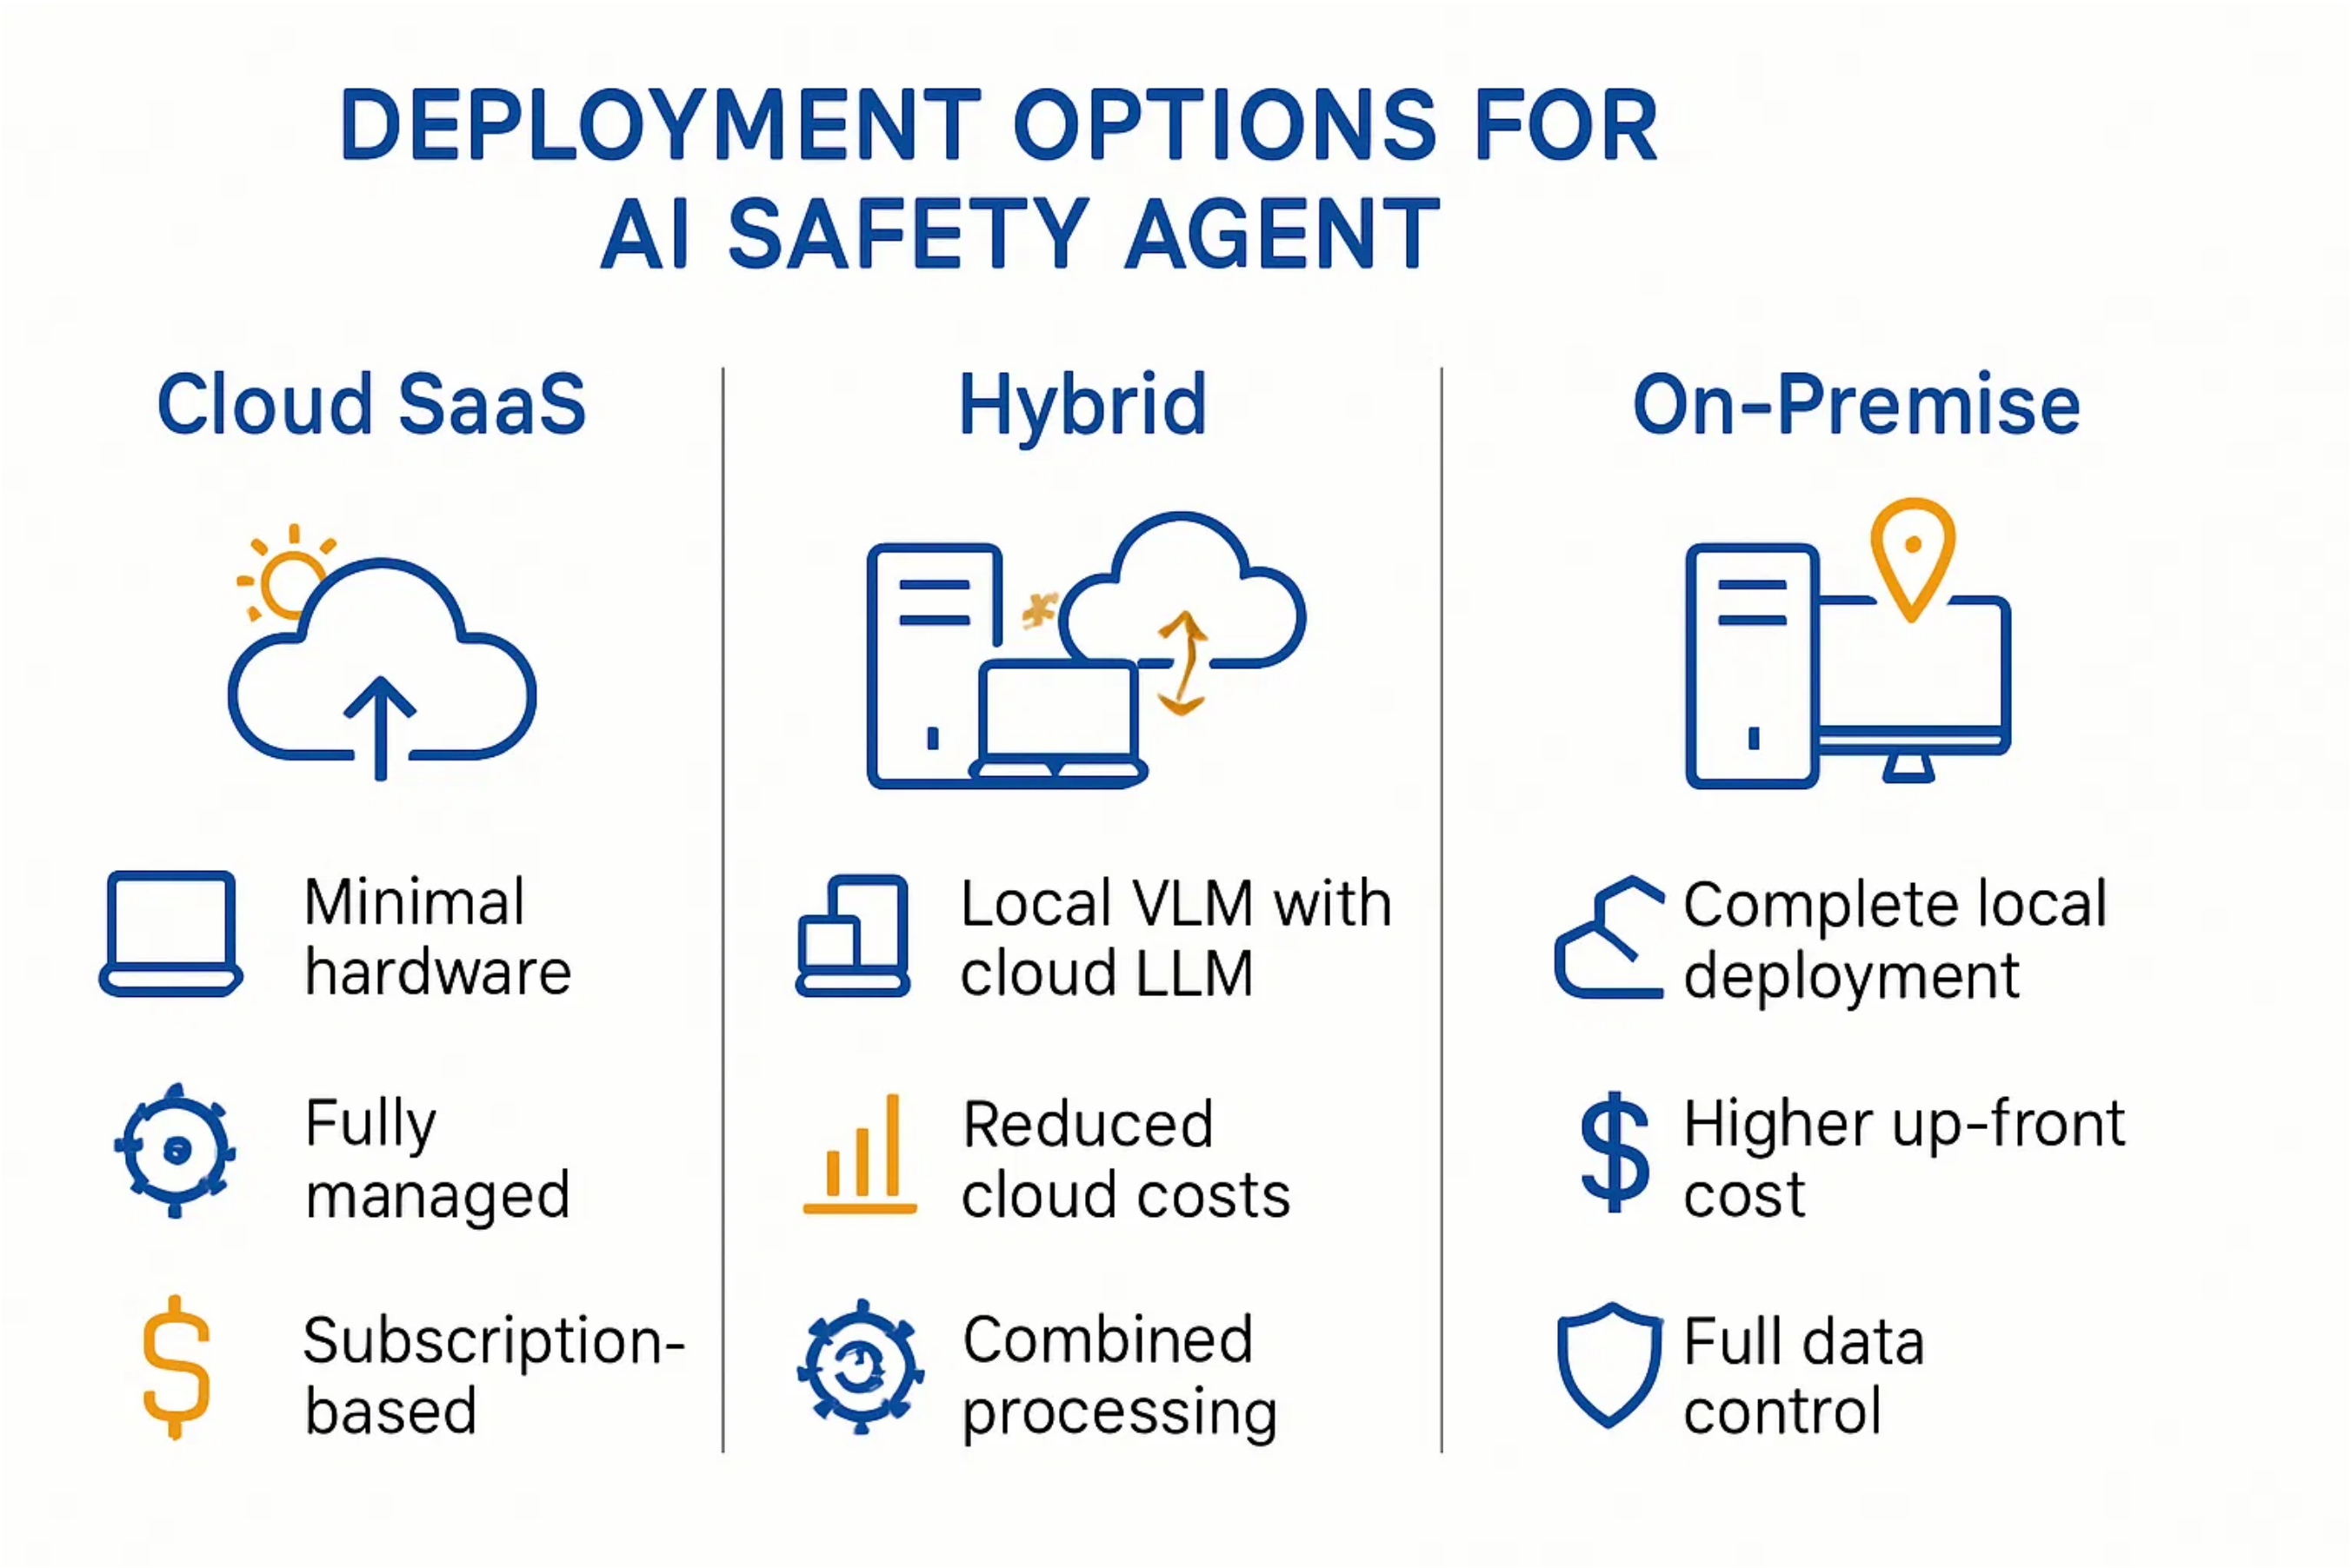 DEPLOYMENT OPTIONS FOR
AI SAFETY AGENT
Cloud SaaS
Minimal
hardware
Fully
managed
Subscription-
based
Hybrid
Local VLM with
cloud LLM
Reduced
cloud costs
Combined
processing
On-Premise
Complete local
deployment
Higher up-front
cost
Full data
control